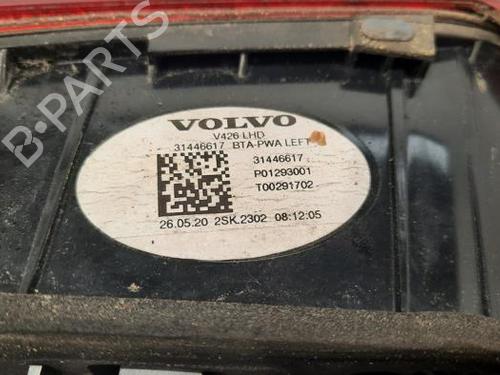 VOLVO
V426 LHD
31446617 BTA-PWA LEFT
31446617
P01293001
T00291702
26.05.20 2SK.2302 08:12:05
B-PARTS